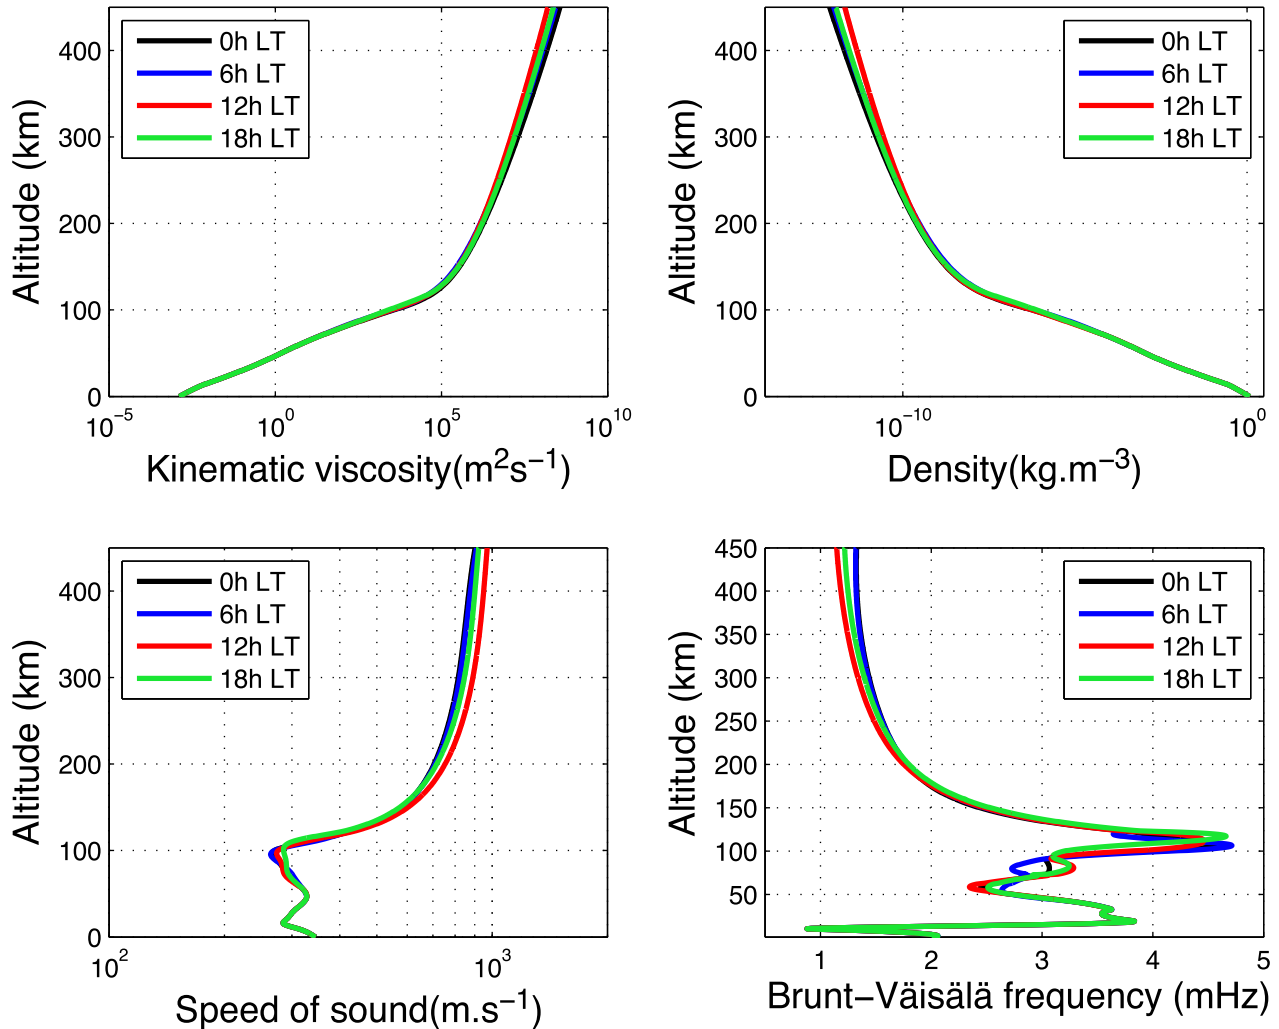 400
300
200
100
0
Altitude (km)
0h LT
6h LT
12h LT
18h LT
10^−5
10^0
10^5
10^10
Kinematic viscosity(m^2s^−1)
400
300
200
100
0
Altitude (km)
0h LT
6h LT
12h LT
18h LT
10^−10
10^0
Density(kg.m^−3)
400
300
200
100
0
Altitude (km)
0h LT
6h LT
12h LT
18h LT
10^2
10^3
Speed of sound(m.s^−1)
450
400
350
300
250
200
150
100
50
Altitude (km)
0h LT
6h LT
12h LT
18h LT
1
2
3
4
5
Brunt−Väisälä frequency (mHz)